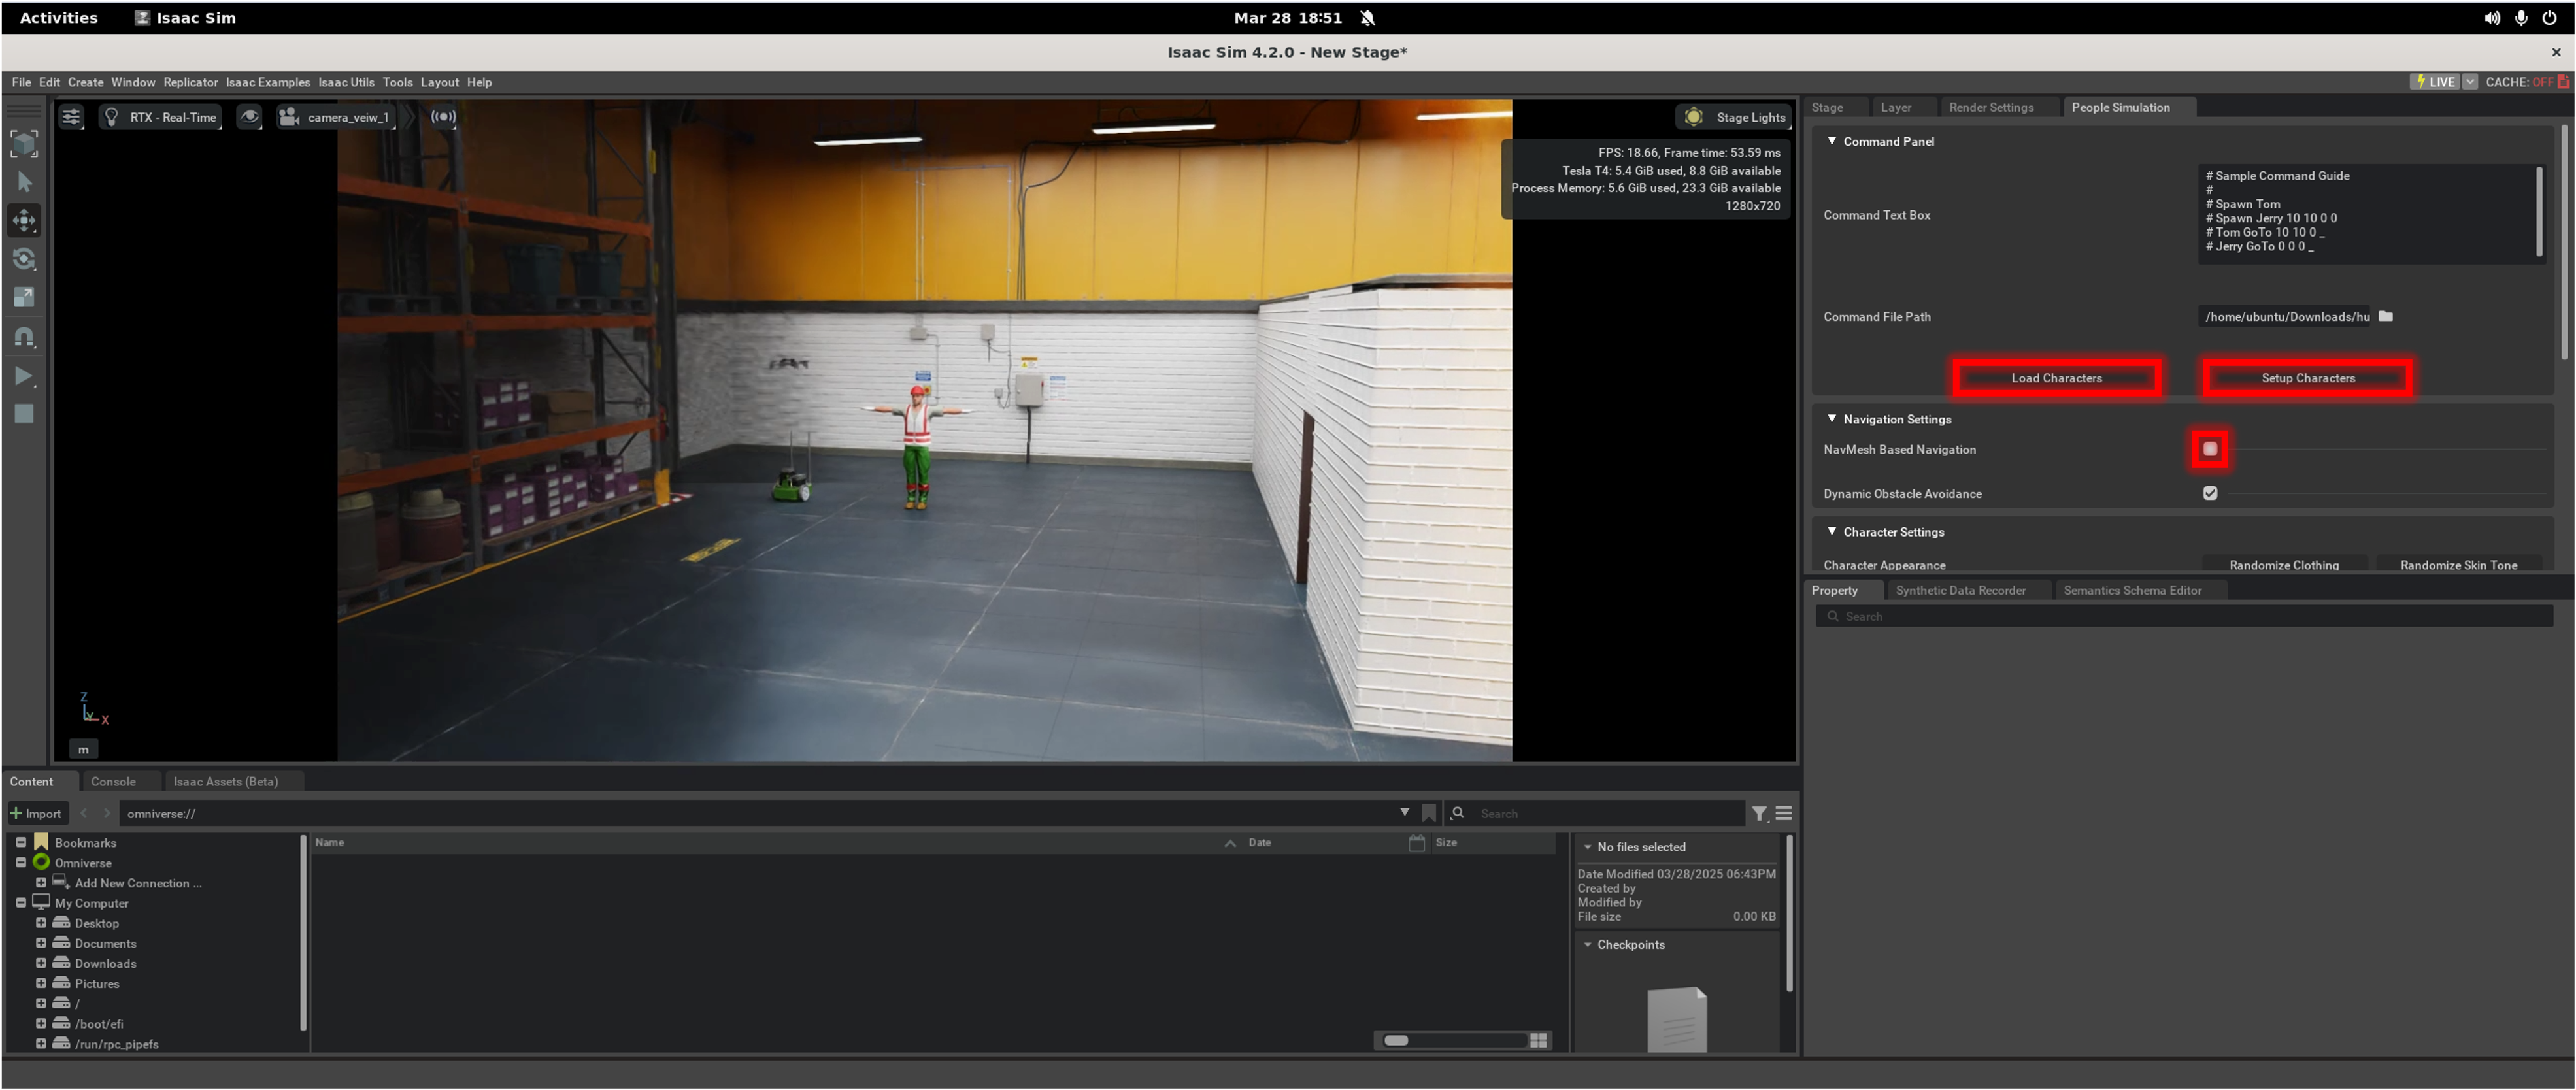 Activities Isaac Sim Mar 28 18:51
Isaac Sim 4.2.0 - New Stage*
File Edit Create Window Replicator Isaac Examples Isaac Utils Tools Layout Help LIVE CACHE: OFF
RTX - Real-Time camera_veiw_1 Stage Lights
FPS: 18.66, Frame time: 53.59 ms
Tesla T4: 5.4 GiB used, 8.8 GiB available
Process Memory: 5.6 GiB used, 23.3 GiB available
1280x720
Z
Y X
m
Stage Layer Render Settings People Simulation
Command Panel
Command Text Box
# Sample Command Guide
#
# Spawn Tom
# Spawn Jerry 10 10 0 0
# Tom GoTo 10 10 0 _
# Jerry GoTo 0 0 0 _
Command File Path /home/ubuntu/Downloads/hu
Load Characters Setup Characters
Navigation Settings
NavMesh Based Navigation
Dynamic Obstacle Avoidance
Character Settings
Character Appearance Randomize Clothing Randomize Skin Tone
Property Synthetic Data Recorder Semantics Schema Editor
Search
Content Console Isaac Assets (Beta)
+ Import omniverse:// Search
Bookmarks
Omniverse
Add New Connection ...
My Computer
Desktop
Documents
Downloads
Pictures
/
/boot/efi
/run/rpc_pipefs
Name Date Size
No files selected
Date Modified 03/28/2025 06:43PM
Created by
Modified by
File size 0.00 KB
Checkpoints